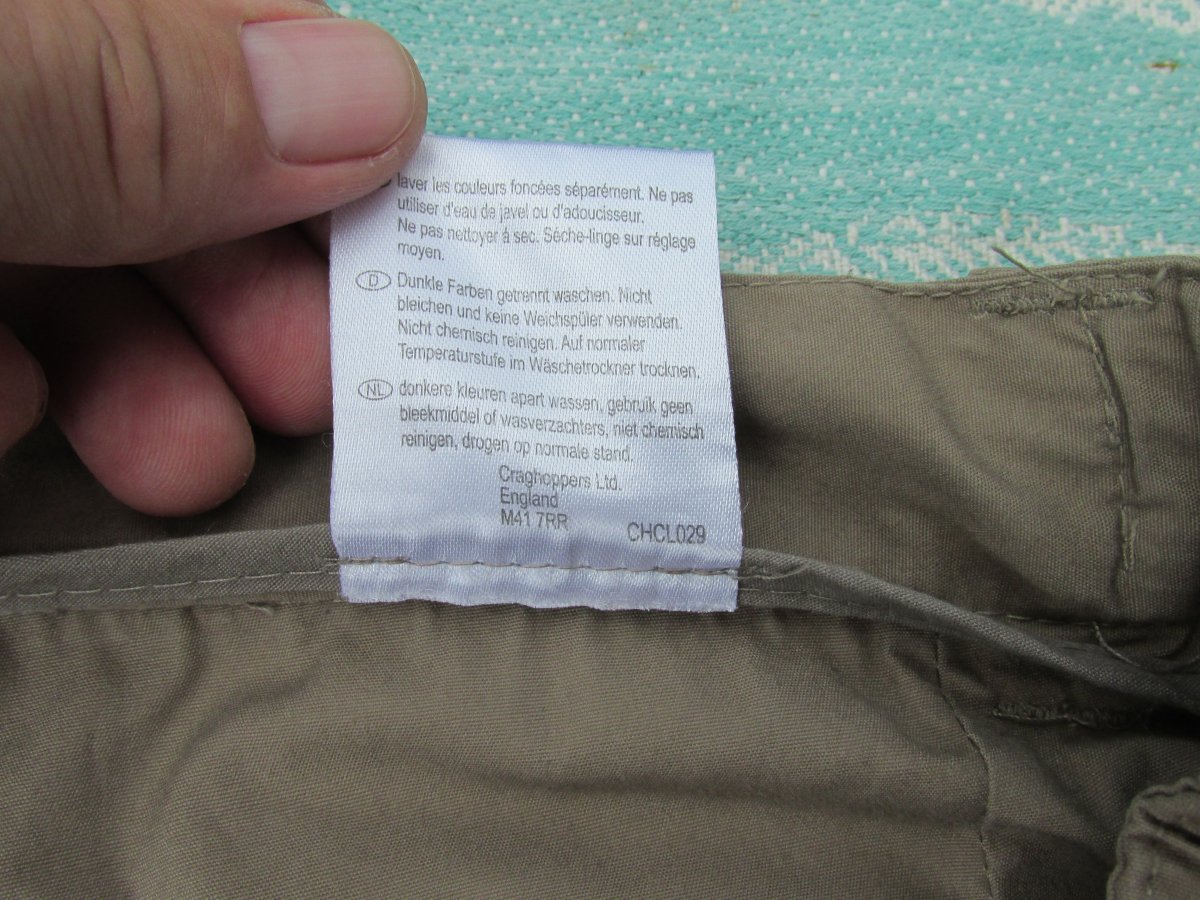 laver les couleurs foncées séparément. Ne pas
utiliser d'eau de javel ou d'adoucisseur.
Ne pas nettoyer à sec. Séche-linge sur réglage
moyen.
D Dunkle Farben getrennt waschen. Nicht
bleichen und keine Weichspüler verwenden.
Nicht chemisch reinigen. Auf normaler
Temperaturstufe im Wäschetrockner trocknen.
NL donkere kleuren apart wassen, gebruik geen
bleekmiddel of wasverzachters, niet chemisch
reinigen, drogen op normale stand.
Craghoppers Ltd.
England
M41 7RR
CHCL029